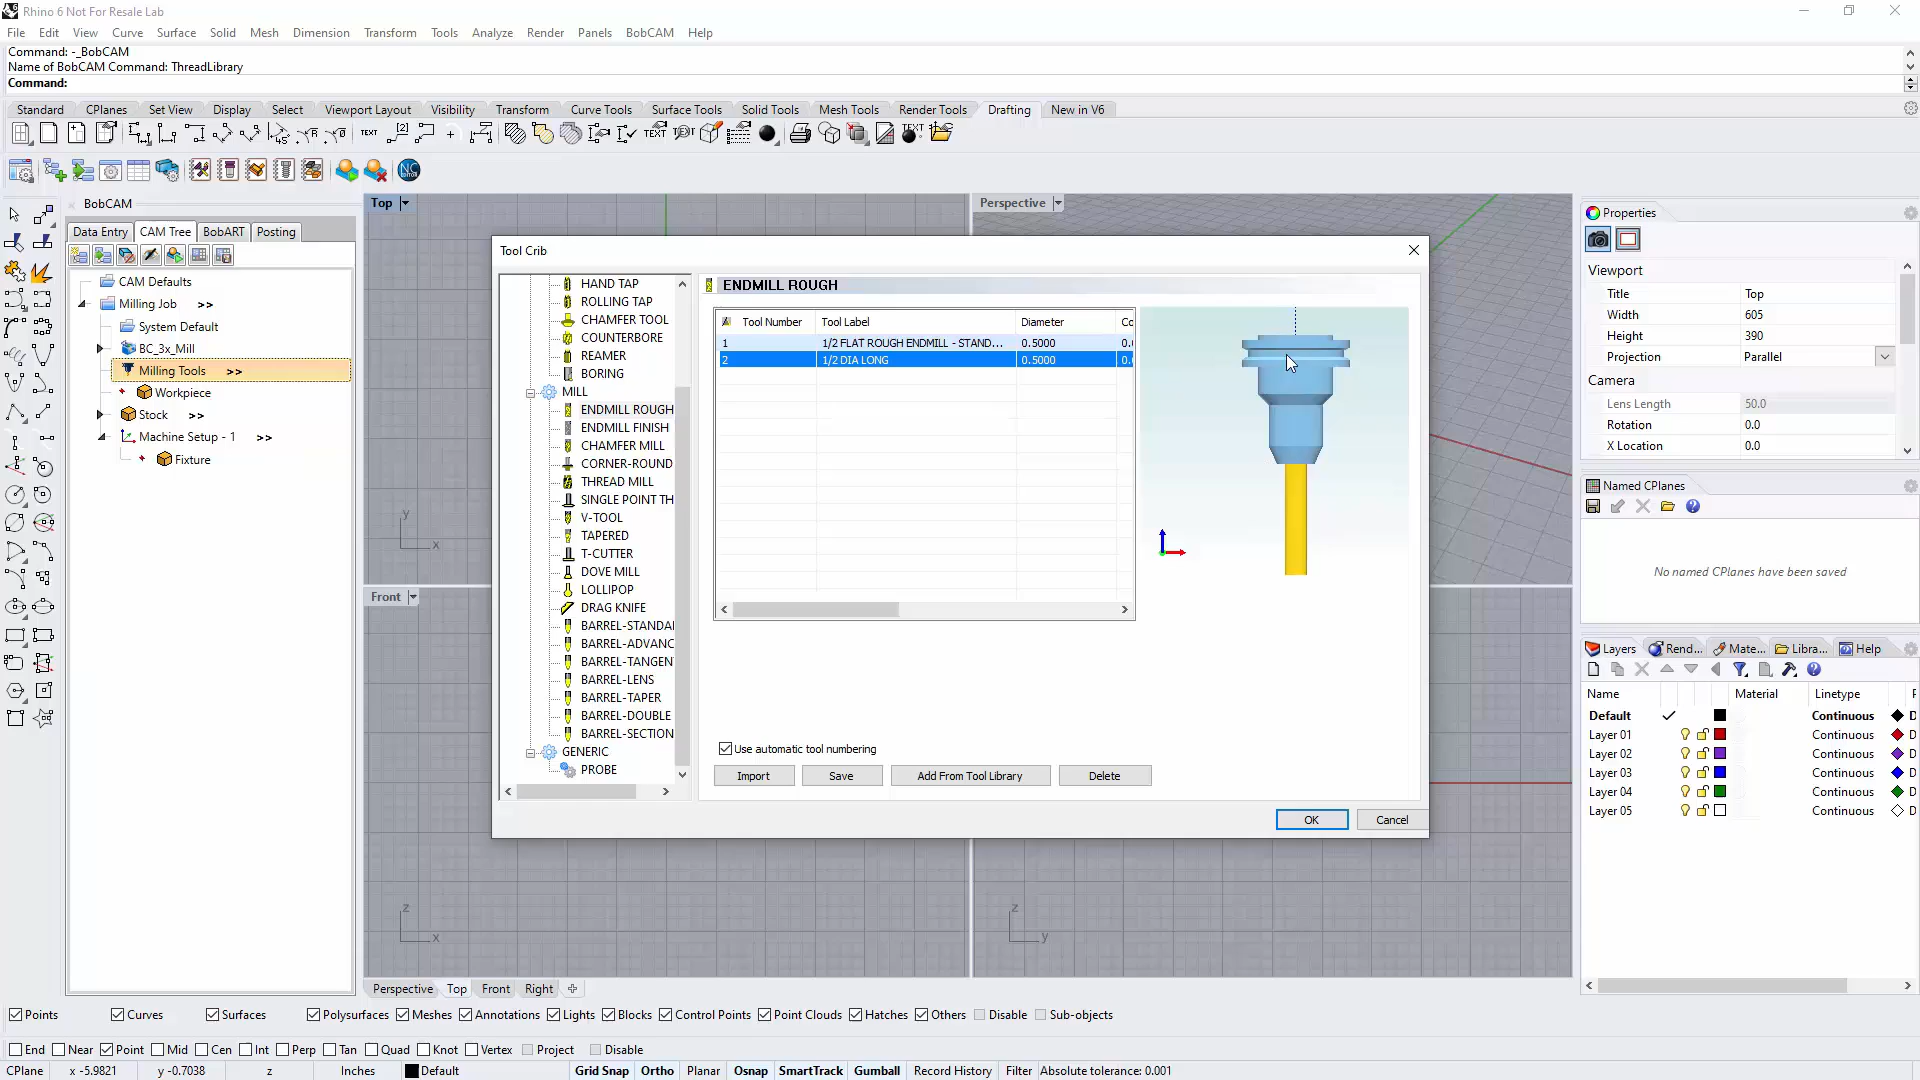 Rhino 6 Not For Resale Lab
File Edit View Curve Surface Solid Mesh Dimension Transform Tools Analyze Render Panels BobCAM Help
Command: -_BobCAM
Name of BobCAM Command: ThreadLibrary
Command:
Standard CPlanes Set View Display Select Viewport Layout Visibility Transform Curve Tools Surface Tools Solid Tools Mesh Tools Render Tools Drafting New in V6
BobCAM
Data Entry CAM Tree BobART Posting
CAM Defaults
Milling Job >>
System Default
BC_3x_Mill
Milling Tools >>
Workpiece
Stock >>
Machine Setup - 1 >>
Fixture
Top
Perspective
Front
y
x
z
x
z
y
Tool Crib
HAND TAP
ROLLING TAP
CHAMFER TOOL
COUNTERBORE
REAMER
BORING
MILL
ENDMILL ROUGH
ENDMILL FINISH
CHAMFER MILL
CORNER-ROUND
THREAD MILL
SINGLE POINT TH
V-TOOL
TAPERED
T-CUTTER
DOVE MILL
LOLLIPOP
DRAG KNIFE
BARREL-STANDA
BARREL-ADVANC
BARREL-TANGEN
BARREL-LENS
BARREL-TAPER
BARREL-DOUBLE
BARREL-SECTION
GENERIC
PROBE
ENDMILL ROUGH
Tool Number Tool Label Diameter Co
1 1/2 FLAT ROUGH ENDMILL - STAND... 0.5000 0.
2 1/2 DIA LONG 0.5000 0.
Use automatic tool numbering
Import Save Add From Tool Library Delete
OK Cancel
Properties
Viewport
Title Top
Width 605
Height 390
Projection Parallel
Camera
Lens Length 50.0
Rotation 0.0
X Location 0.0
Named CPlanes
No named CPlanes have been saved
Layers Rend... Mate... Libra... Help
Name Material Linetype P
Default Continuous D
Layer 01 Continuous D
Layer 02 Continuous D
Layer 03 Continuous D
Layer 04 Continuous D
Layer 05 Continuous D
Perspective Top Front Right
Points Curves Surfaces Polysurfaces Meshes Annotations Lights Blocks Control Points Point Clouds Hatches Others Disable Sub-objects
End Near Point Mid Cen Int Perp Tan Quad Knot Vertex Project Disable
CPlane x -5.9821 y -0.7038 z Inches Default Grid Snap Ortho Planar Osnap SmartTrack Gumball Record History Filter Absolute tolerance: 0.001